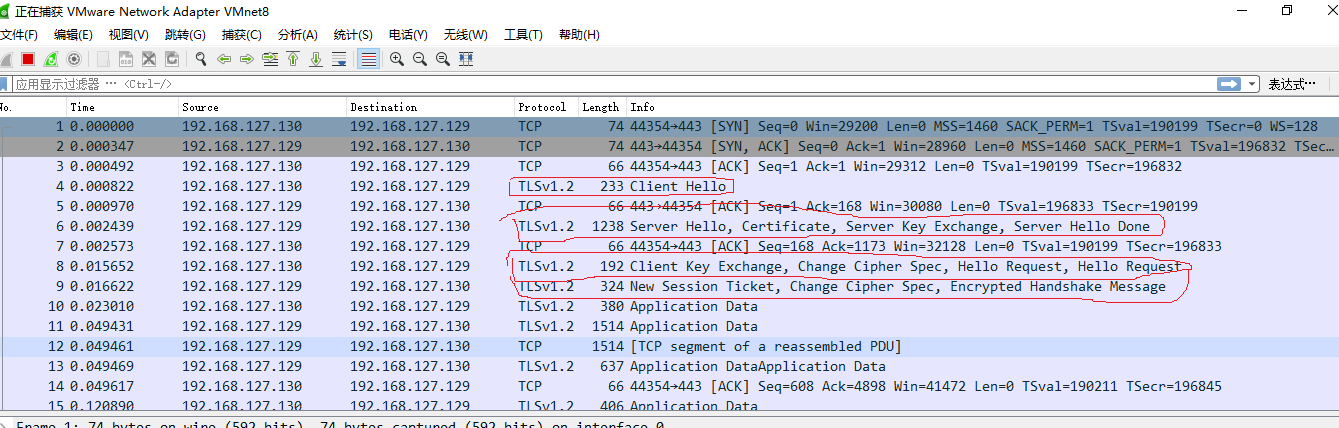 正在捕获 VMware Network Adapter VMnet8
文件(F) 编辑(E) 视图(V) 跳转(G) 捕获(C) 分析(A) 统计(S) 电话(Y) 无线(W) 工具(T) 帮助(H)
应用显示过滤器 … <Ctrl-/> 表达式…
No. Time Source Destination Protocol Length Info
1 0.000000 192.168.127.130 192.168.127.129 TCP 74 44354→443 [SYN] Seq=0 Win=29200 Len=0 MSS=1460 SACK_PERM=1 TSval=190199 TSecr=0 WS=128
2 0.000347 192.168.127.129 192.168.127.130 TCP 74 443→44354 [SYN, ACK] Seq=0 Ack=1 Win=28960 Len=0 MSS=1460 SACK_PERM=1 TSval=196832 TSec…
3 0.000492 192.168.127.130 192.168.127.129 TCP 66 44354→443 [ACK] Seq=1 Ack=1 Win=29312 Len=0 TSval=190199 TSecr=196832
4 0.000822 192.168.127.130 192.168.127.129 TLSv1.2 233 Client Hello
5 0.000970 192.168.127.129 192.168.127.130 TCP 66 443→44354 [ACK] Seq=1 Ack=168 Win=30080 Len=0 TSval=196833 TSecr=190199
6 0.002439 192.168.127.129 192.168.127.130 TLSv1.2 1238 Server Hello, Certificate, Server Key Exchange, Server Hello Done
7 0.002573 192.168.127.130 192.168.127.129 TCP 66 44354→443 [ACK] Seq=168 Ack=1173 Win=32128 Len=0 TSval=190199 TSecr=196833
8 0.015652 192.168.127.130 192.168.127.129 TLSv1.2 192 Client Key Exchange, Change Cipher Spec, Hello Request, Hello Request
9 0.016622 192.168.127.129 192.168.127.130 TLSv1.2 324 New Session Ticket, Change Cipher Spec, Encrypted Handshake Message
10 0.023010 192.168.127.130 192.168.127.129 TLSv1.2 380 Application Data
11 0.049431 192.168.127.129 192.168.127.130 TLSv1.2 1514 Application Data
12 0.049461 192.168.127.129 192.168.127.130 TCP 1514 [TCP segment of a reassembled PDU]
13 0.049469 192.168.127.129 192.168.127.130 TLSv1.2 637 Application DataApplication Data
14 0.049617 192.168.127.130 192.168.127.129 TCP 66 44354→443 [ACK] Seq=608 Ack=4898 Win=41472 Len=0 TSval=190211 TSecr=196845
15 0.120890 192.168.127.130 192.168.127.129 TLSv1.2 406 Application Data
Frame 1: 74 bytes on wire (592 bits), 74 bytes captured (592 bits) on interface 0